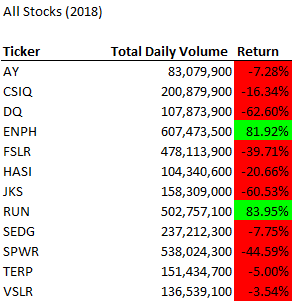 All Stocks (2018)
Ticker Total Daily Volume Return
AY 83,079,900 -7.28%
CSIQ 200,879,900 -16.34%
DQ 107,873,900 -62.60%
ENPH 607,473,500 81.92%
FSLR 478,113,900 -39.71%
HASI 104,340,600 -20.66%
JKS 158,309,000 -60.53%
RUN 502,757,100 83.95%
SEDG 237,212,300 -7.75%
SPWR 538,024,300 -44.59%
TERP 151,434,700 -5.00%
VSLR 136,539,100 -3.54%